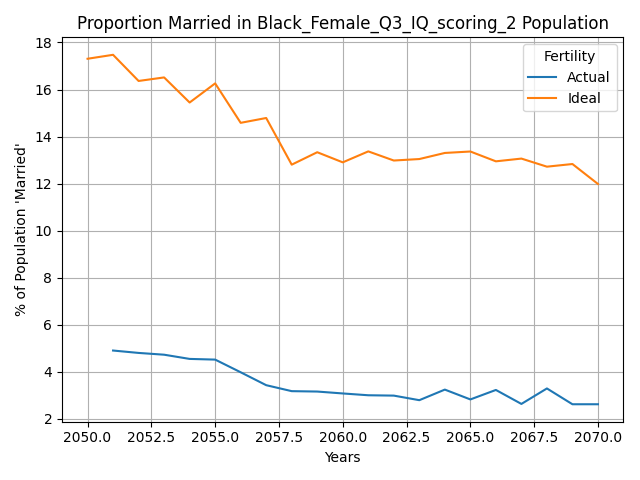 Proportion Married in Black_Female_Q3_IQ_scoring_2 Population
18
16
14
12
10
8
6
4
2
% of Population 'Married'
Fertility
Actual
Ideal
2050.0 2052.5 2055.0 2057.5 2060.0 2062.5 2065.0 2067.5 2070.0
Years